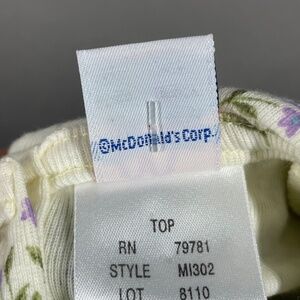 ©McDonald's Corp.
TOP
RN 79781
STYLE MI302
LOT 8110